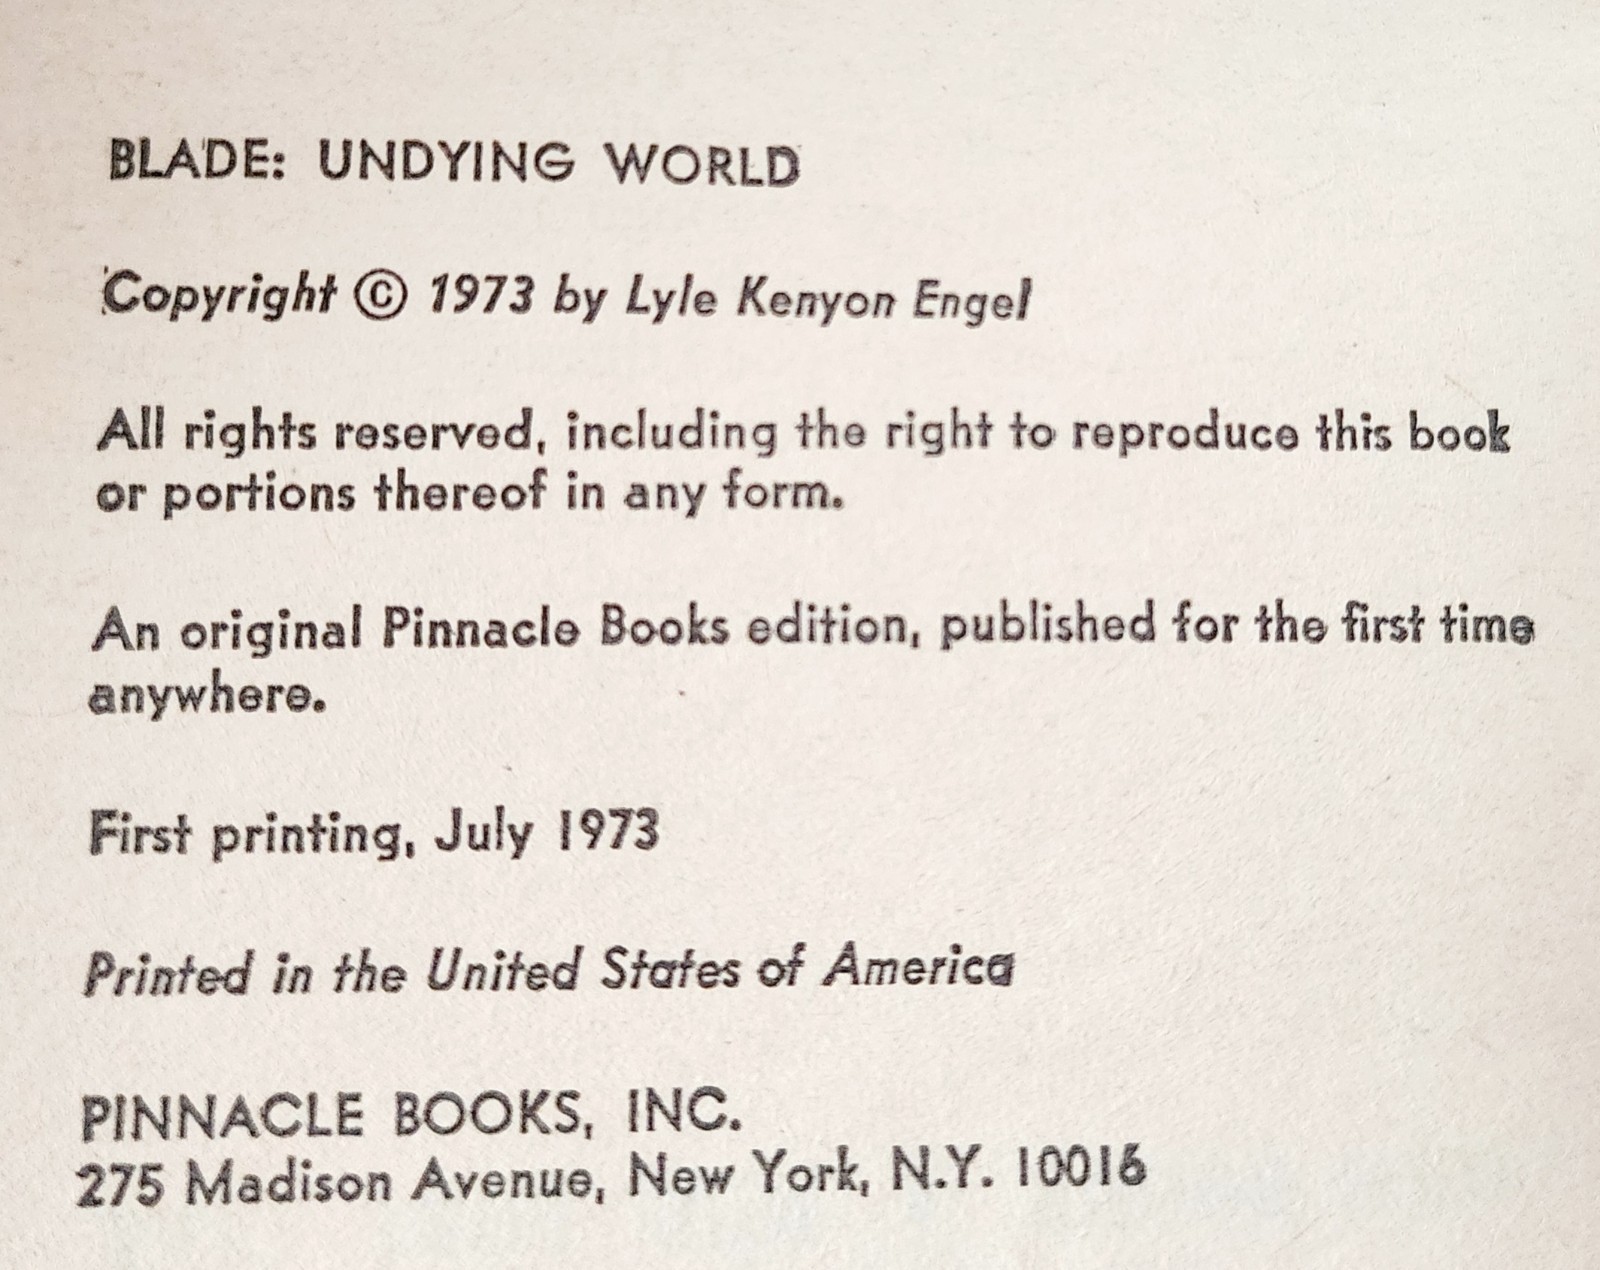 BLADE: UNDYING WORLD
Copyright © 1973 by Lyle Kenyon Engel
All rights reserved, including the right to reproduce this book
or portions thereof in any form.
An original Pinnacle Books edition, published for the first time
anywhere.
First printing, July 1973
Printed in the United States of America
PINNACLE BOOKS, INC.
275 Madison Avenue, New York, N.Y. 10016